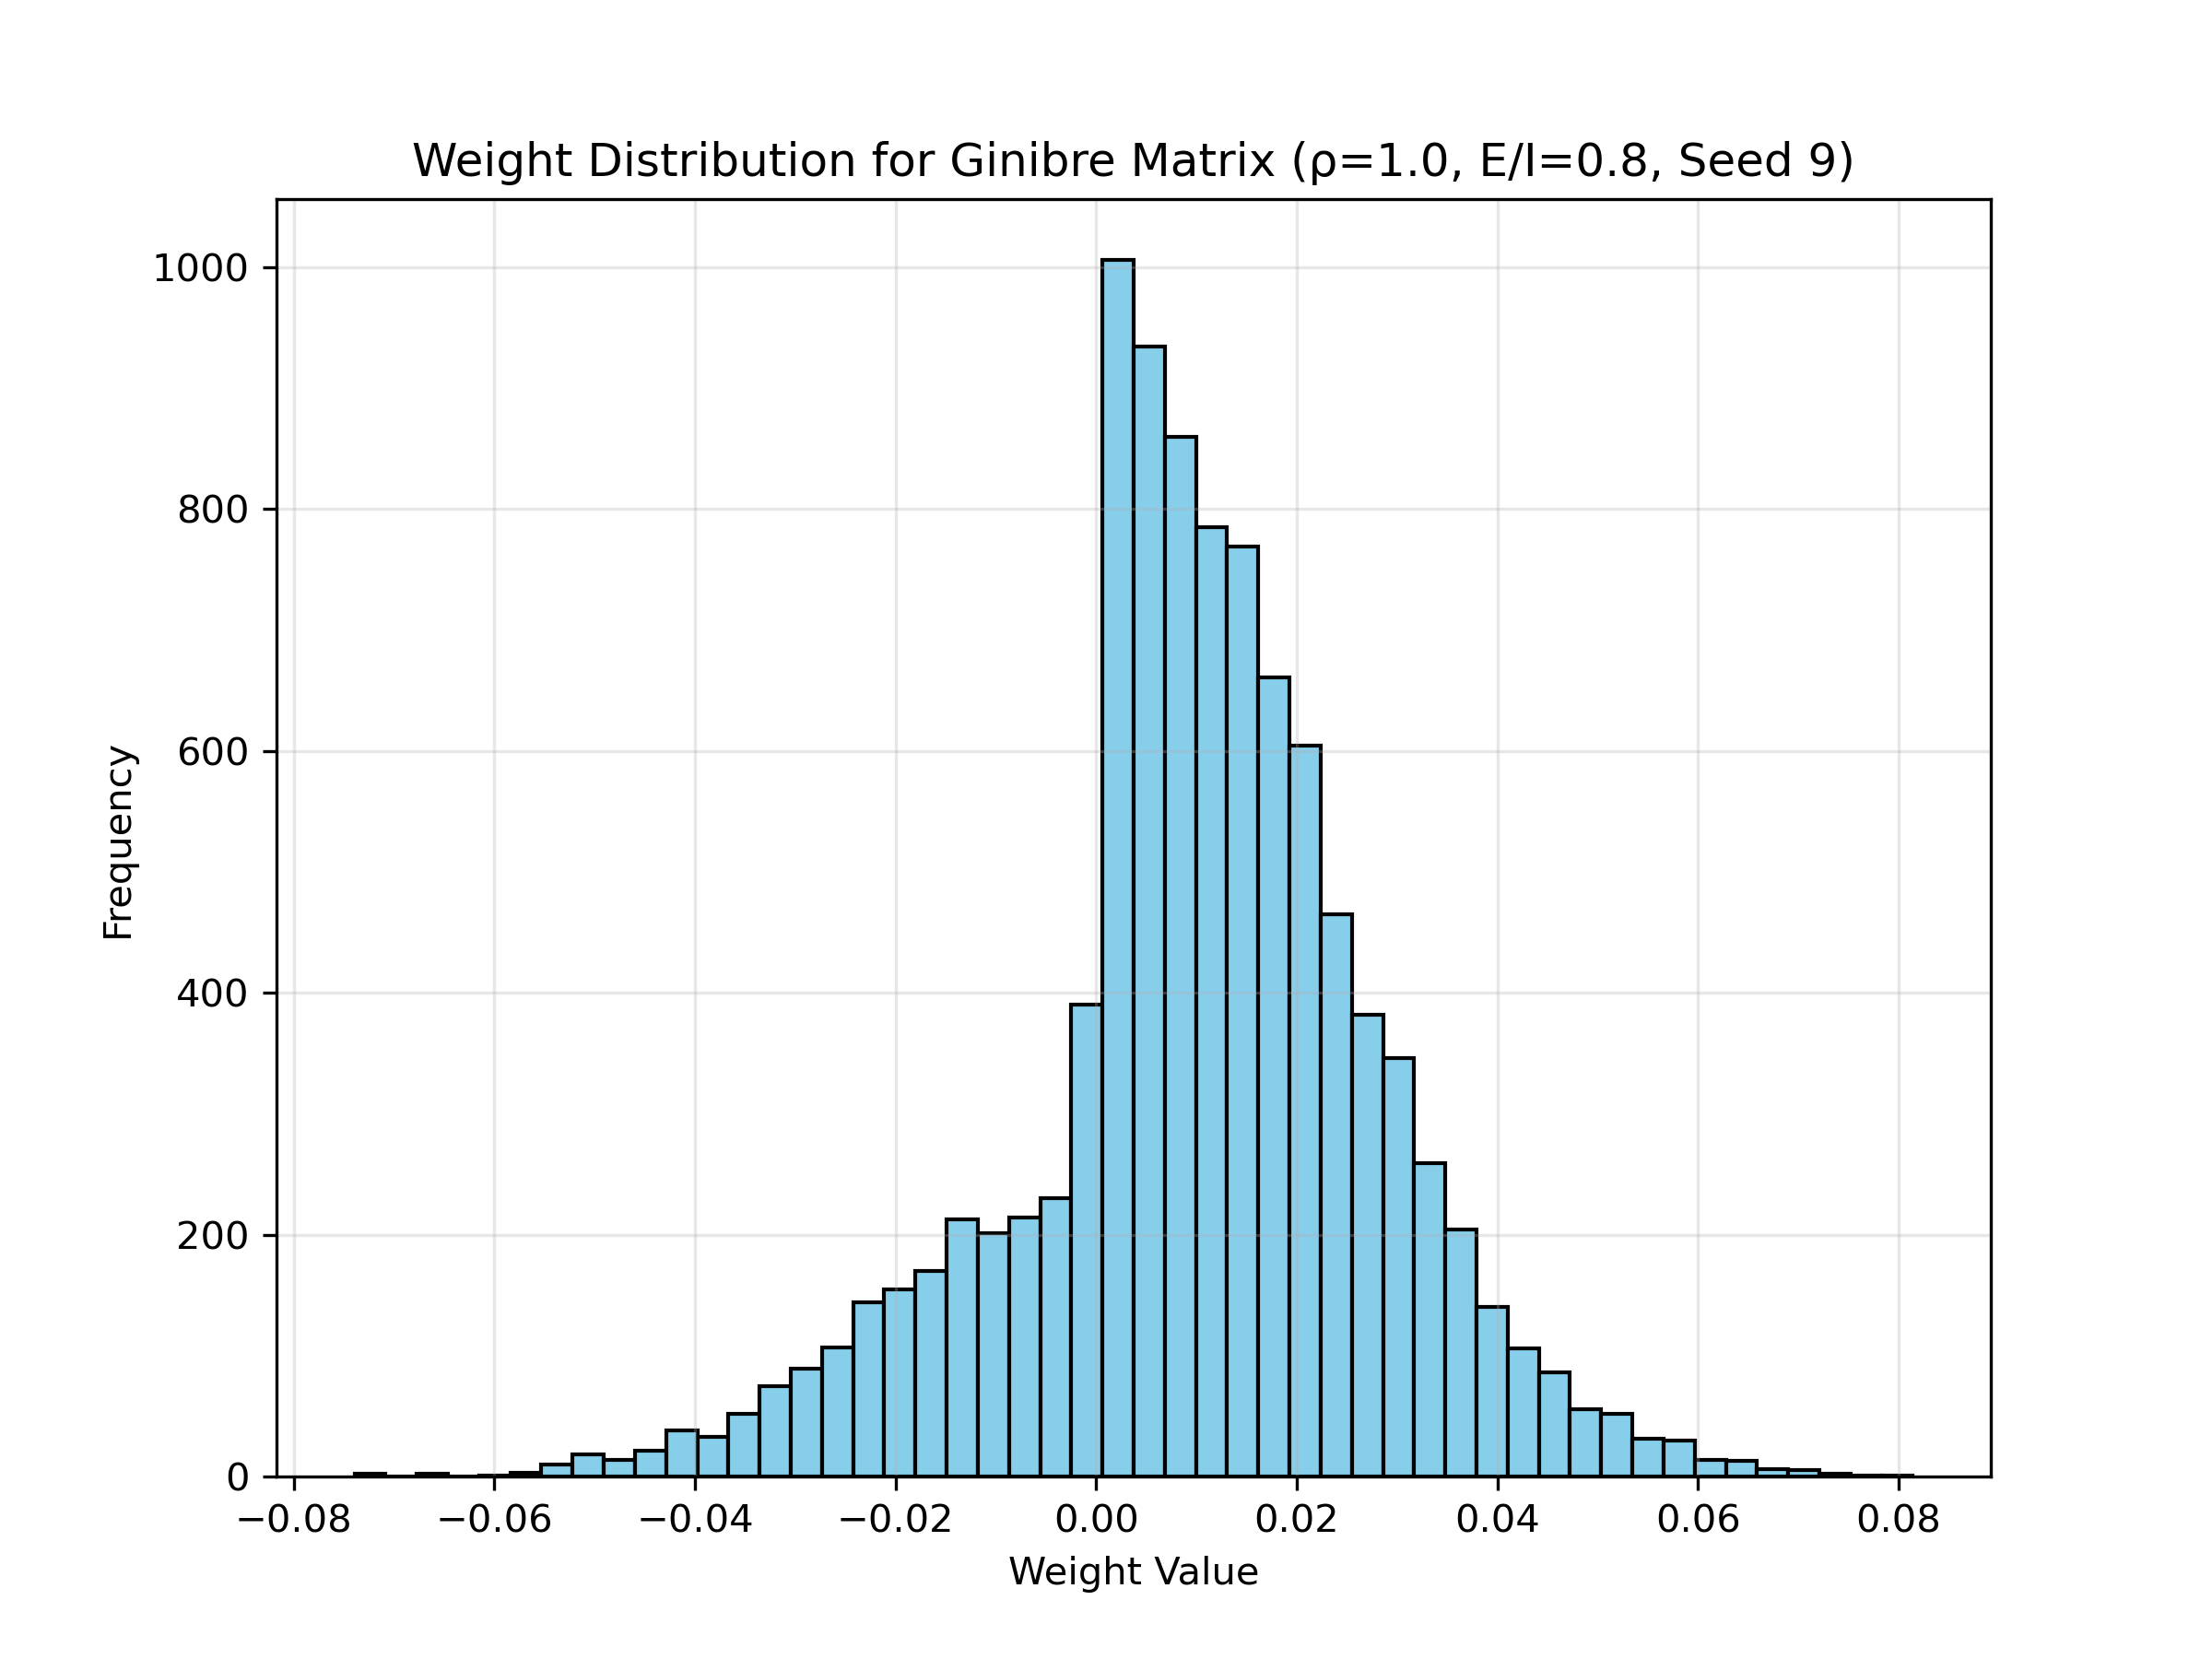 Weight Distribution for Ginibre Matrix (ρ=1.0, E/I=0.8, Seed 9)
1000
800
600
400
200
0
Frequency
−0.08 −0.06 −0.04 −0.02 0.00 0.02 0.04 0.06 0.08
Weight Value